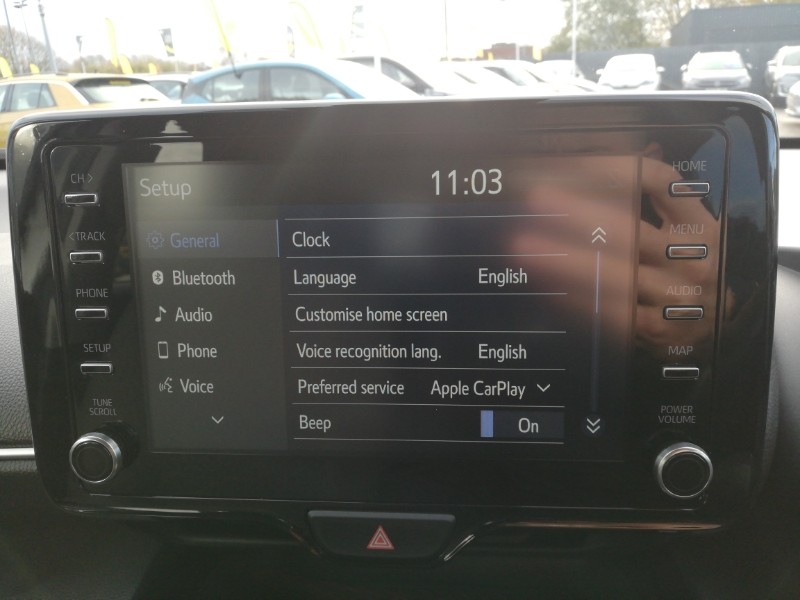 CH >
< TRACK
PHONE
SETUP
TUNE
SCROLL
Setup
11:03
General
Bluetooth
Audio
Phone
Voice
Clock
Language English
Customise home screen
Voice recognition lang. English
Preferred service Apple CarPlay
Beep On
HOME
MENU
AUDIO
MAP
POWER
VOLUME